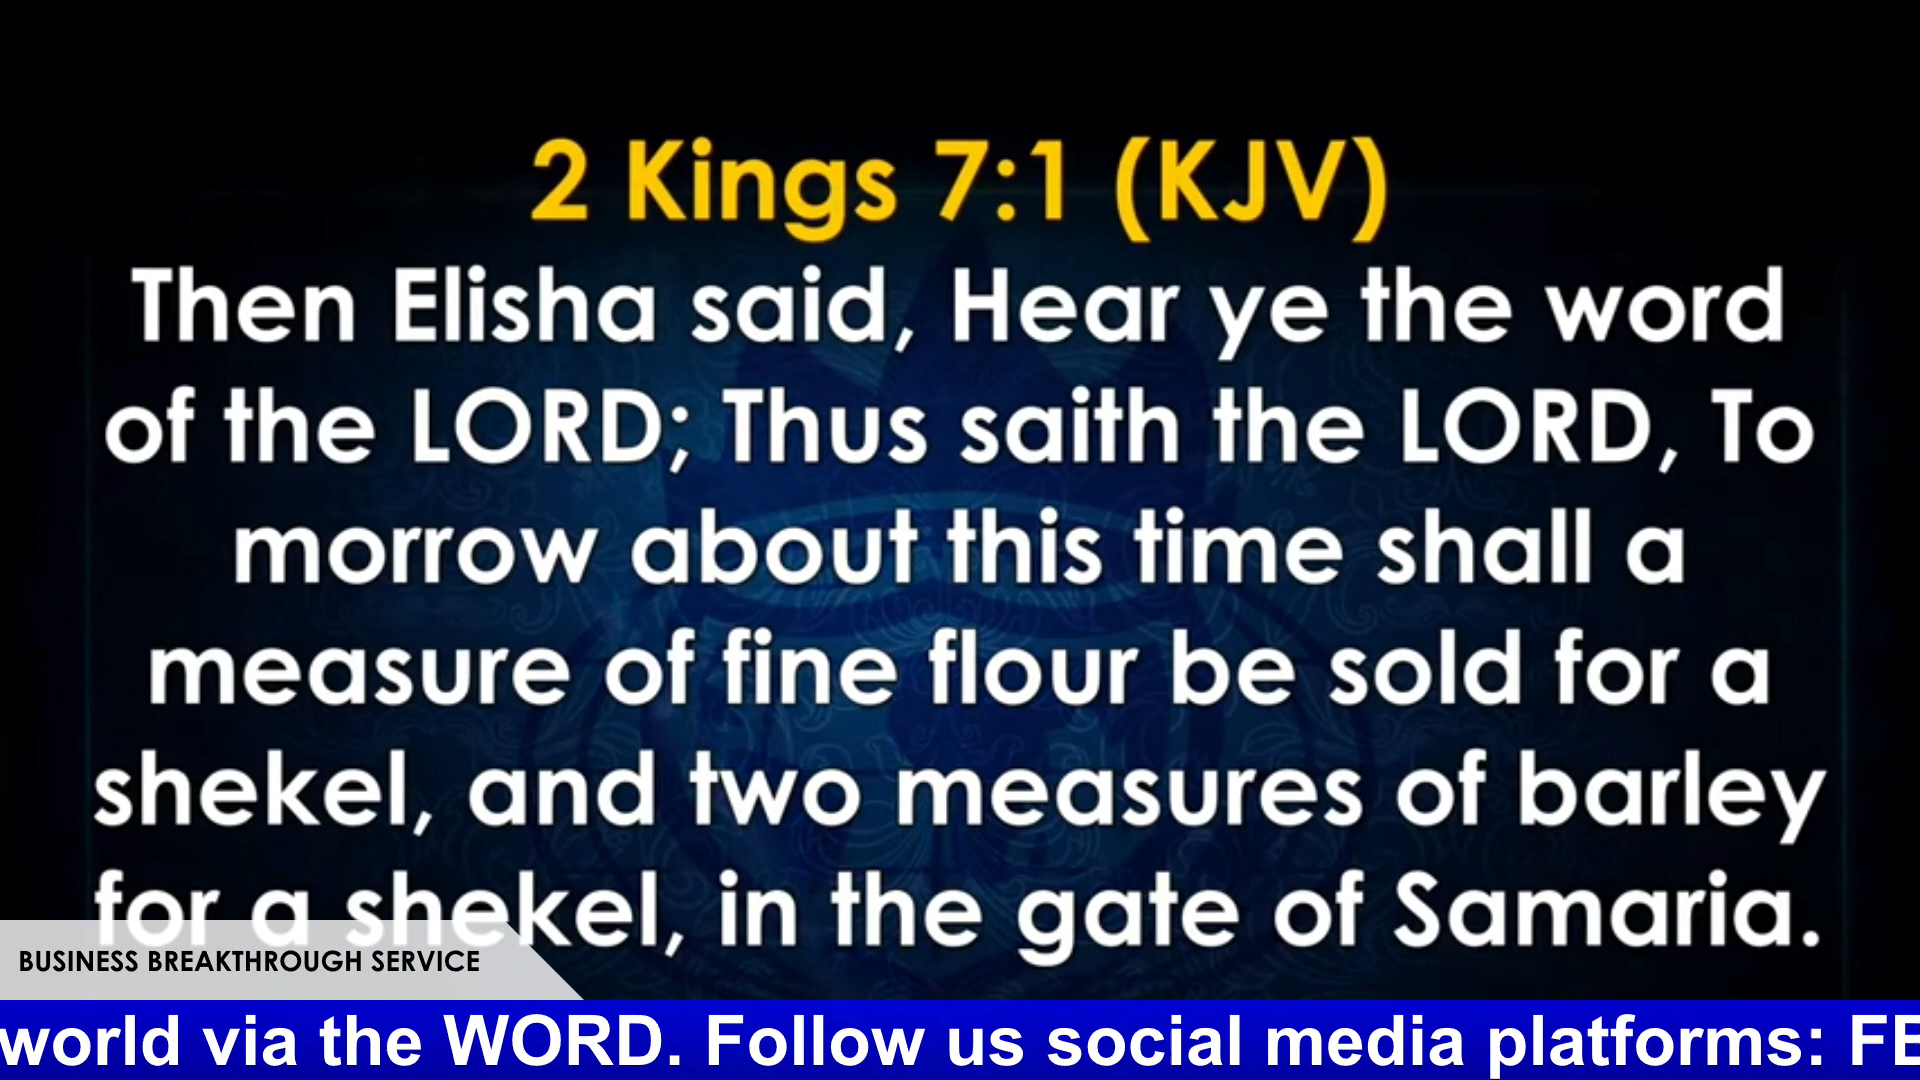 2 Kings 7:1 (KJV)
Then Elisha said, Hear ye the word
of the LORD; Thus saith the LORD, To
morrow about this time shall a
measure of fine flour be sold for a
shekel, and two measures of barley
for a shekel, in the gate of Samaria.
BUSINESS BREAKTHROUGH SERVICE
world via the WORD. Follow us social media platforms: